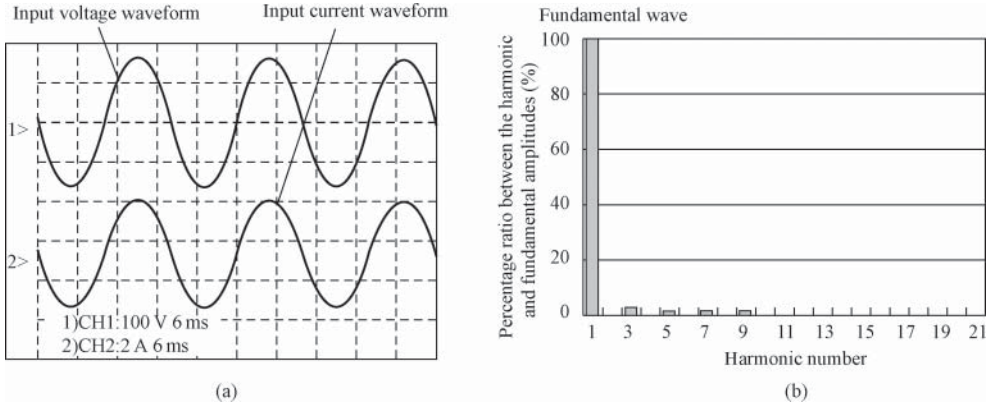 Input voltage waveform
Input current waveform
1>
2>
1)CH1:100 V 6 ms
2)CH2:2 A 6 ms
(a)
Fundamental wave
Percentage ratio between the harmonic
and fundamental amplitudes (%)
100
80
60
40
20
0
1 3 5 7 9 11 13 15 17 19 21
Harmonic number
(b)